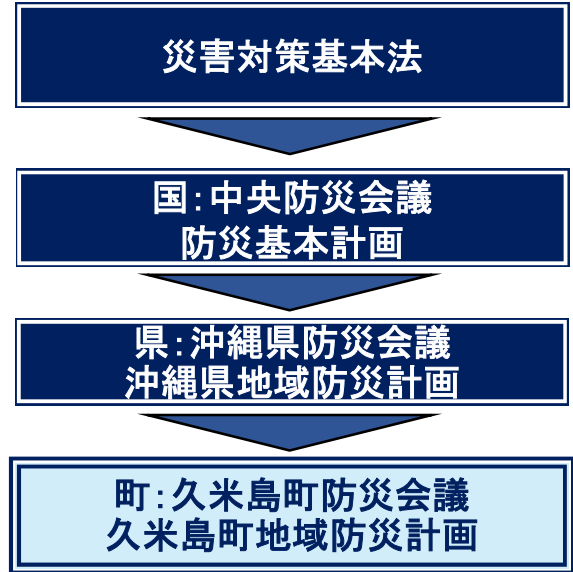 災害対策基本法
国：中央防災会議
防災基本計画
県：沖縄県防災会議
沖縄県地域防災計画
町：久米島町防災会議
久米島町地域防災計画